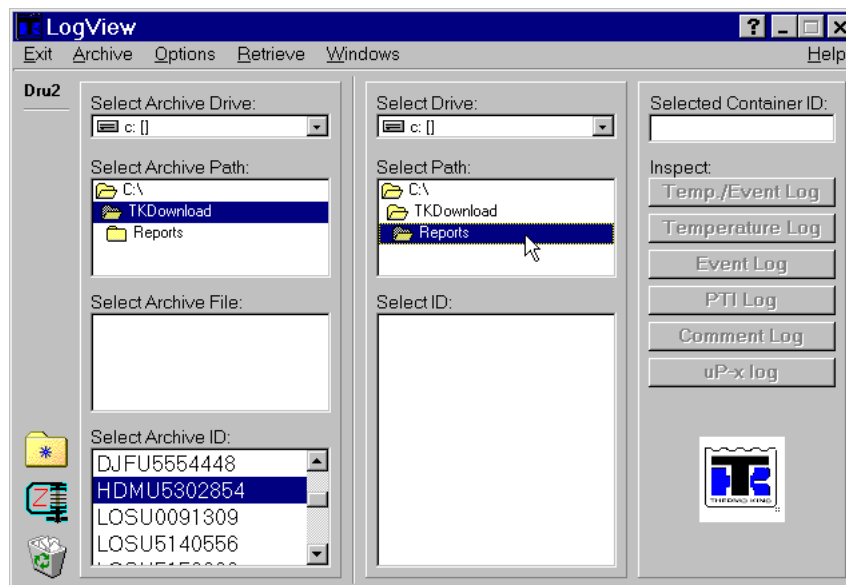 LogView
Exit Archive Options Retrieve Windows Help
Dru2
Select Archive Drive:
c: []
Select Archive Path:
C:\
TKDownload
Reports
Select Archive File:
Select Archive ID:
DJFU5554448
HDMU5302854
LOSU0091309
LOSU5140556
Select Drive:
c: []
Select Path:
C:\
TKDownload
Reports
Select ID:
Selected Container ID:
Inspect:
Temp./Event Log
Temperature Log
Event Log
PTI Log
Comment Log
uP-x log
THERMO KING